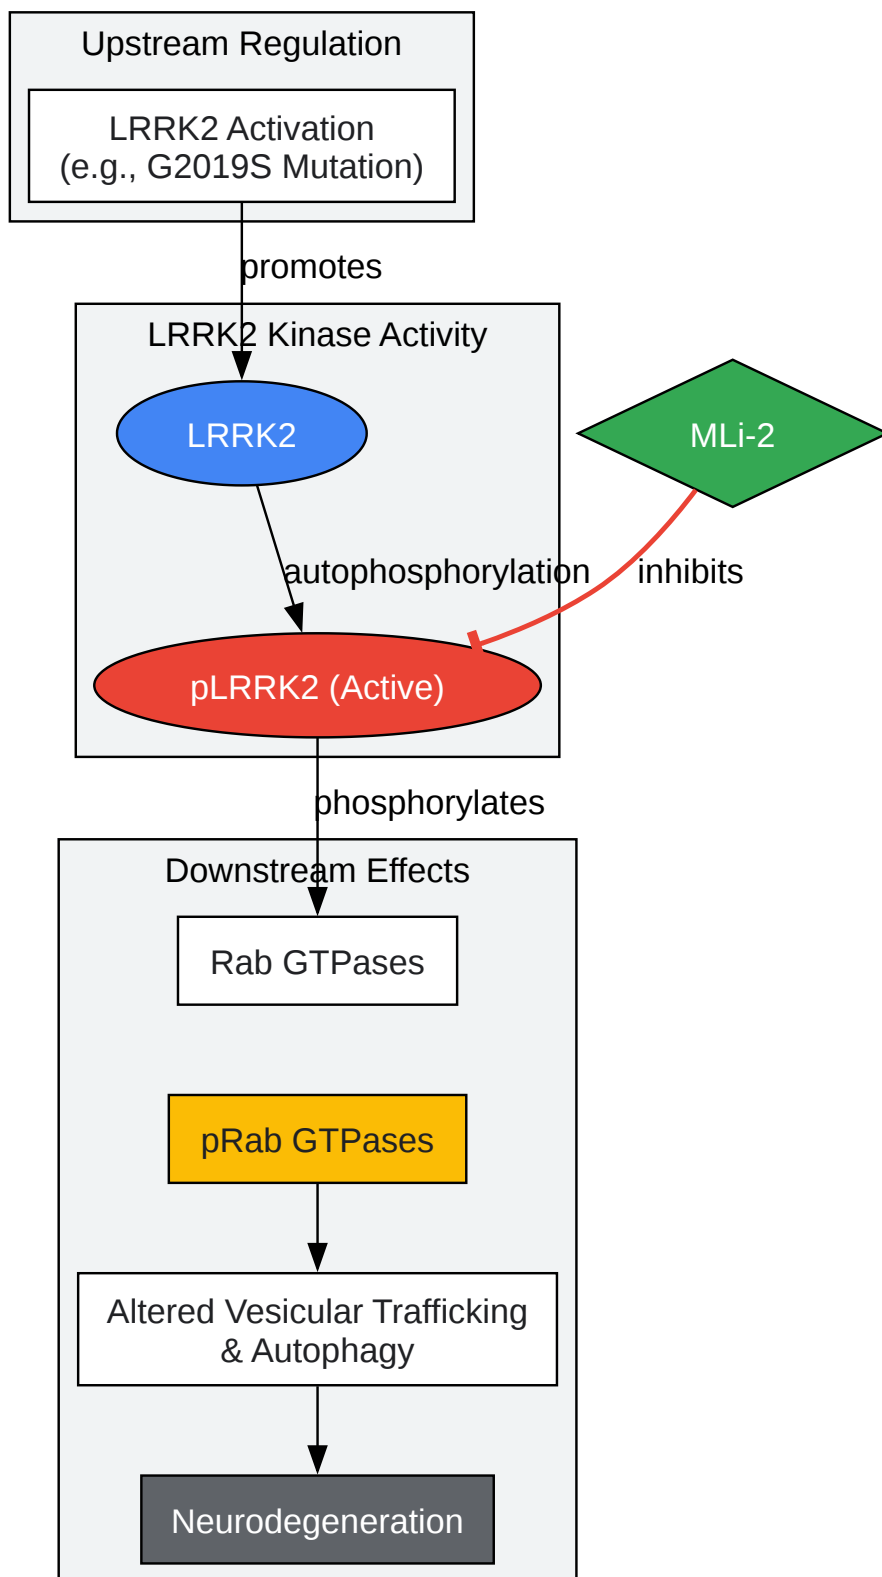 Upstream Regulation
LRRK2 Activation
(e.g., G2019S Mutation)
promotes
LRRK2 Kinase Activity
LRRK2
MLi-2
autophosphorylation
inhibits
pLRRK2 (Active)
phosphorylates
Downstream Effects
Rab GTPases
pRab GTPases
Altered Vesicular Trafficking
& Autophagy
Neurodegeneration